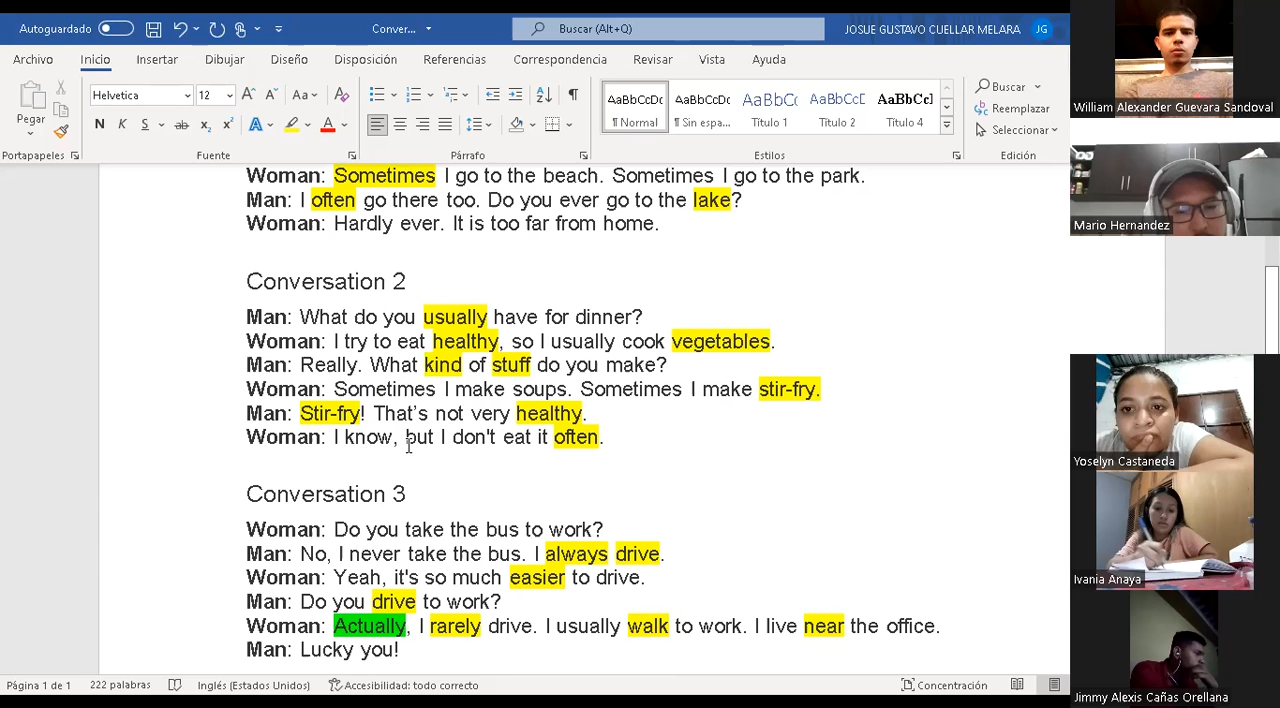 Autoguardado Conver... Buscar (Alt+Q) JOSUE GUSTAVO CUELLAR MELARA JG
Archivo Inicio Insertar Dibujar Diseño Disposición Referencias Correspondencia Revisar Vista Ayuda
Pegar
Helvetica 12
N K S ab x₂ x² A A
AaBbCcDc AaBbCcDc AaBbCc AaBbCcD AaBbCcL
¶ Normal ¶ Sin espa... Título 1 Título 2 Título 4
Buscar
Reemplazar
Seleccionar
Portapapeles Fuente Párrafo Estilos Edición
Woman: Sometimes I go to the beach. Sometimes I go to the park.
Man: I often go there too. Do you ever go to the lake?
Woman: Hardly ever. It is too far from home.
Conversation 2
Man: What do you usually have for dinner?
Woman: I try to eat healthy, so I usually cook vegetables.
Man: Really. What kind of stuff do you make?
Woman: Sometimes I make soups. Sometimes I make stir-fry.
Man: Stir-fry! That's not very healthy.
Woman: I know, but I don't eat it often.
Conversation 3
Woman: Do you take the bus to work?
Man: No, I never take the bus. I always drive.
Woman: Yeah, it's so much easier to drive.
Man: Do you drive to work?
Woman: Actually, I rarely drive. I usually walk to work. I live near the office.
Man: Lucky you!
Página 1 de 1 222 palabras Inglés (Estados Unidos) Accesibilidad: todo correcto Concentración
William Alexander Guevara Sandoval
Mario Hernandez
Yoselyn Castaneda
Ivania Anaya
Jimmy Alexis Cañas Orellana